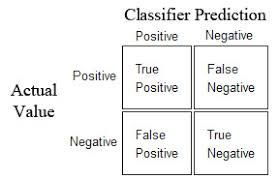 Classifier Prediction
Positive Negative
Actual
Value
Positive
True
Positive
False
Negative
Negative
False
Positive
True
Negative